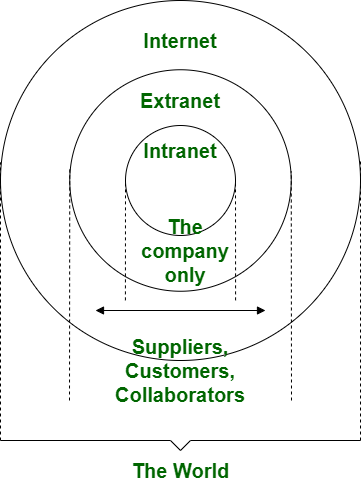 Internet
Extranet
Intranet
The
company
only
Suppliers,
Customers,
Collaborators
The World